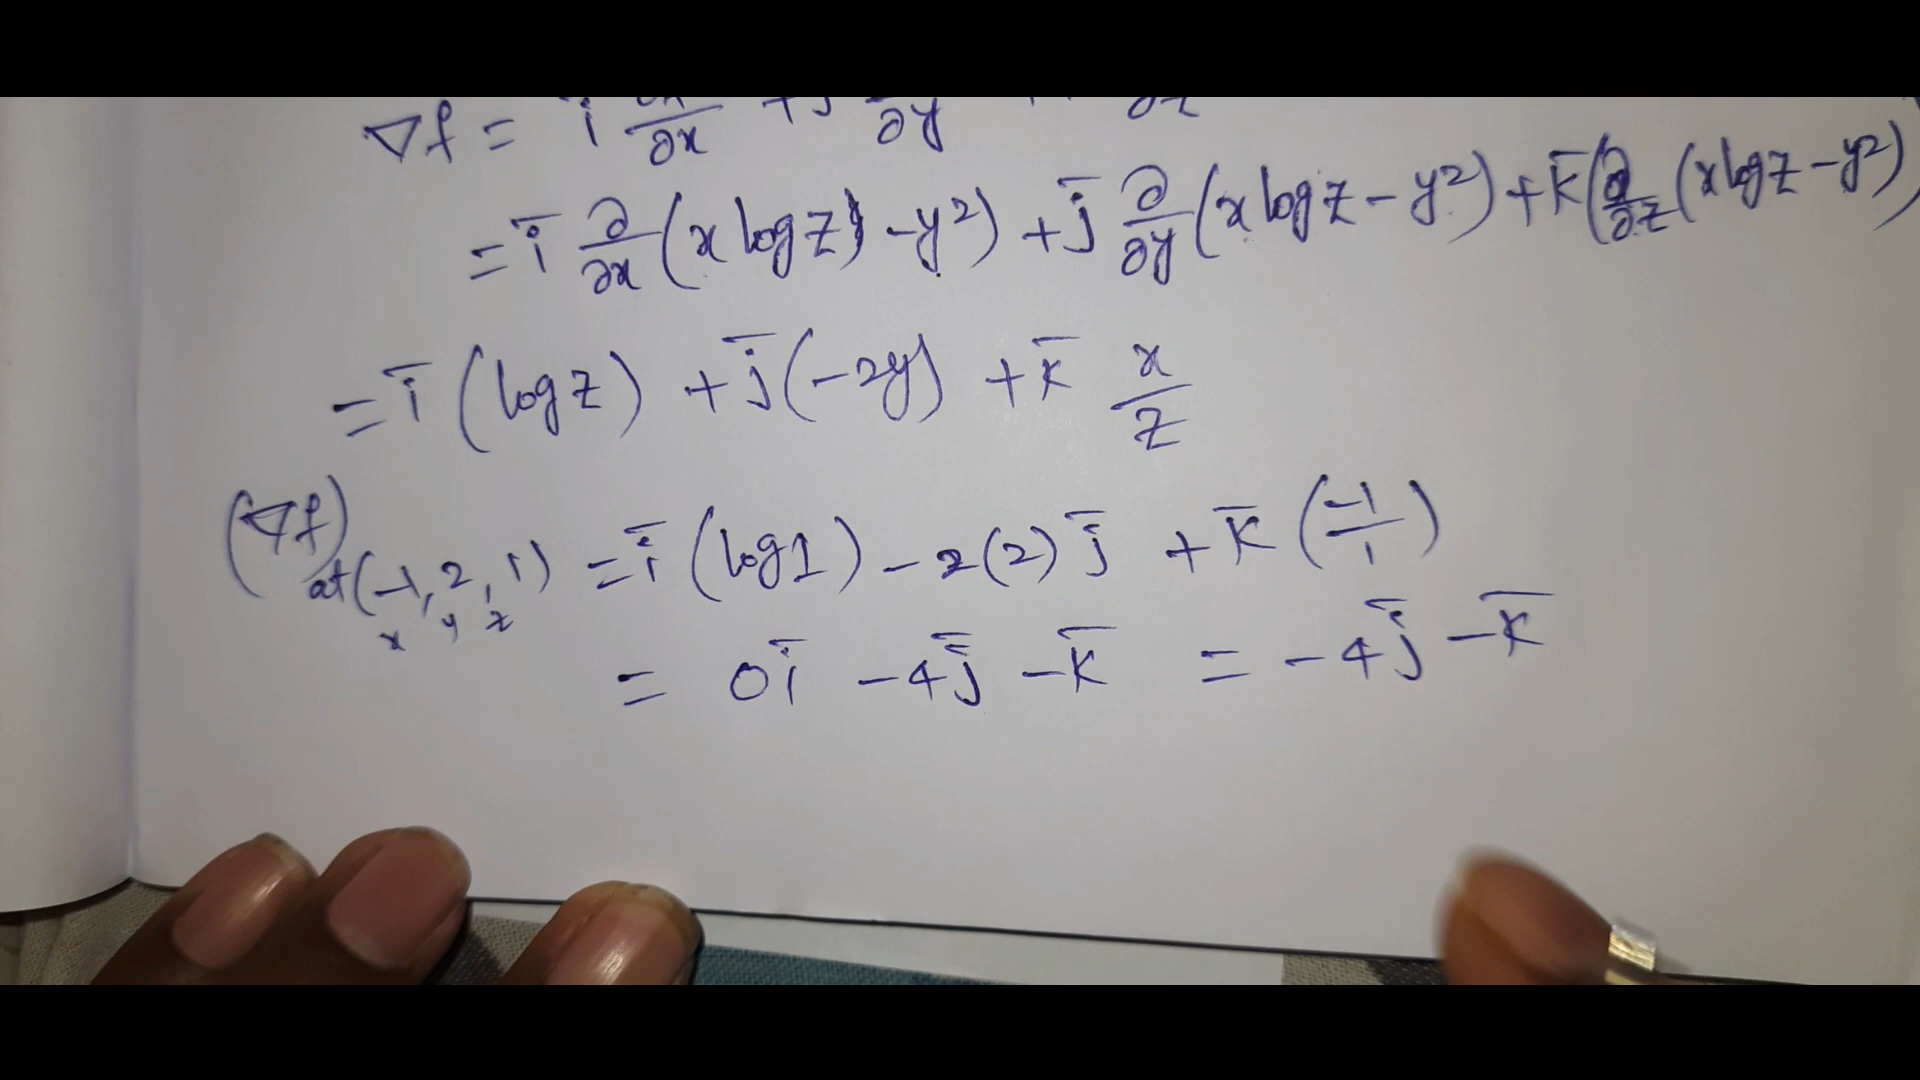 ∇f = i̅ ∂/∂x + j ∂/∂y + ∂z
= i̅ ∂/∂x (x log z) - y²) + j̅ ∂/∂y (x log z - y²) + k̅ (∂/∂z (x log z - y²)
= i̅ (log z) + j̅ (-2y) + k̅ x/z
(∇f) at (-1, 2, 1) = i̅ (log 1) - 2(2) j̅ + k̅ (-1/1)
x y z
= 0i̅ - 4j̅ - k̅ = -4j̅ - k̅